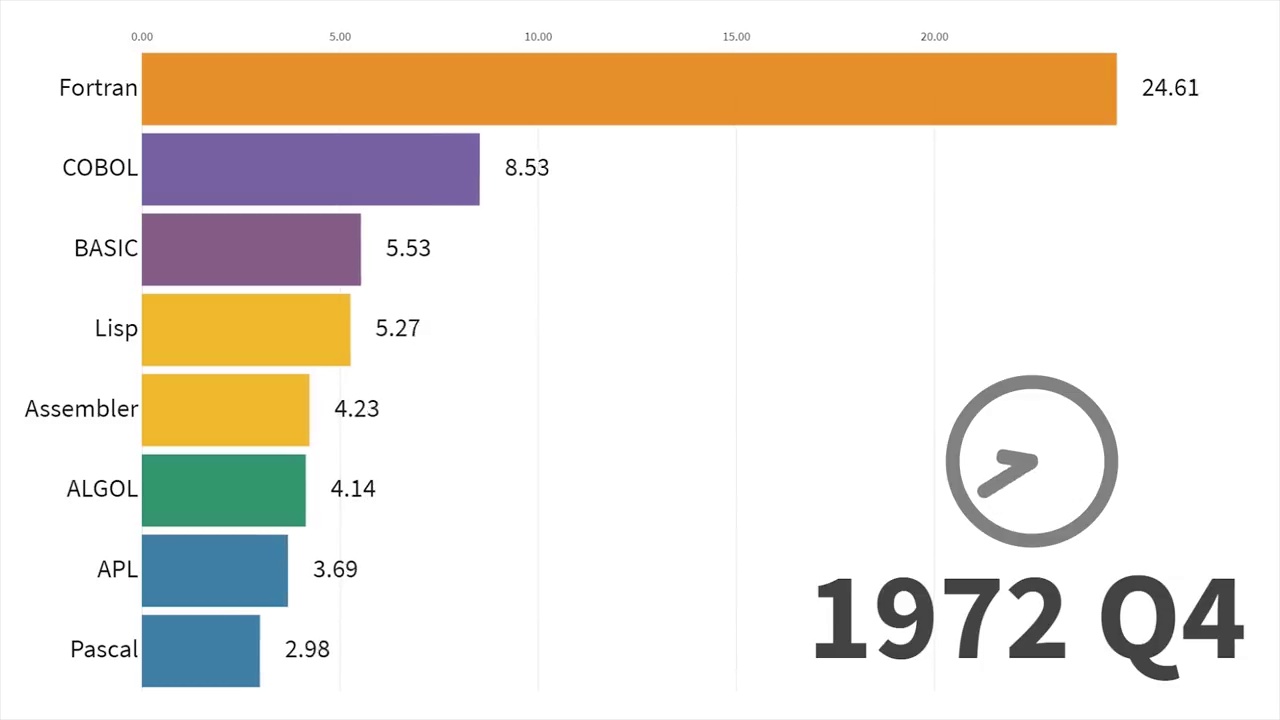 0.00 5.00 10.00 15.00 20.00
Fortran 24.61
COBOL 8.53
BASIC 5.53
Lisp 5.27
Assembler 4.23
ALGOL 4.14
APL 3.69
Pascal 2.98
1972 Q4